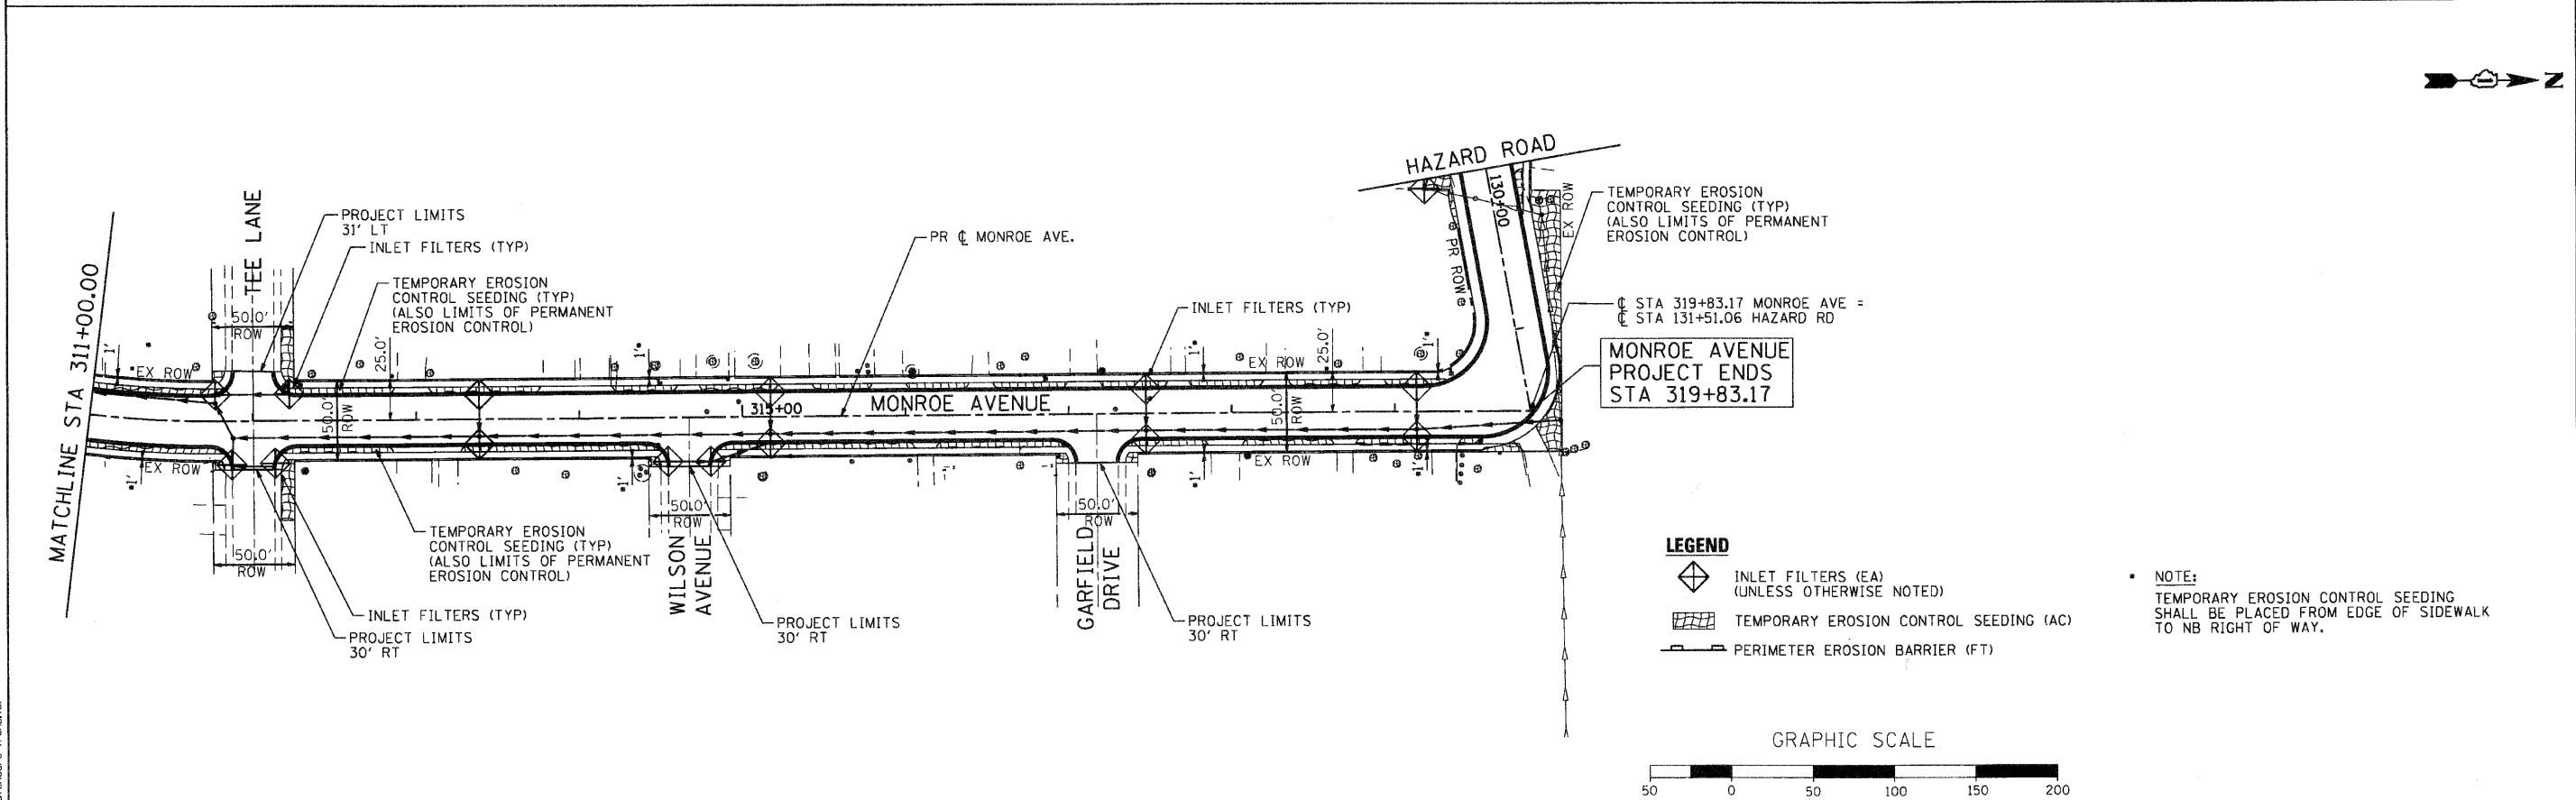 N
HAZARD ROAD
130+00
EX ROW
PR ROW
TEMPORARY EROSION
CONTROL SEEDING (TYP)
(ALSO LIMITS OF PERMANENT
EROSION CONTROL)
TEE LANE
PROJECT LIMITS
31' LT
INLET FILTERS (TYP)
TEMPORARY EROSION
CONTROL SEEDING (TYP)
(ALSO LIMITS OF PERMANENT
EROSION CONTROL)
PR ℄ MONROE AVE.
INLET FILTERS (TYP)
℄ STA 319+83.17 MONROE AVE =
℄ STA 131+51.06 HAZARD RD
MONROE AVENUE
PROJECT ENDS
STA 319+83.17
MATCHLINE STA 311+00.00
50.0'
ROW
1'
EX ROW
25.0'
1'
1'
EX ROW
25.0'
1'
50.0'
ROW
315+00
MONROE AVENUE
50.0'
ROW
EX ROW
1'
1'
1'
EX ROW
1'
50.0'
ROW
50.0'
ROW
50.0'
ROW
WILSON
AVENUE
GARFIELD
DRIVE
TEMPORARY EROSION
CONTROL SEEDING (TYP)
(ALSO LIMITS OF PERMANENT
EROSION CONTROL)
INLET FILTERS (TYP)
PROJECT LIMITS
30' RT
PROJECT LIMITS
30' RT
PROJECT LIMITS
30' RT
LEGEND
INLET FILTERS (EA)
(UNLESS OTHERWISE NOTED)
TEMPORARY EROSION CONTROL SEEDING (AC)
PERIMETER EROSION BARRIER (FT)
NOTE:
TEMPORARY EROSION CONTROL SEEDING
SHALL BE PLACED FROM EDGE OF SIDEWALK
TO NB RIGHT OF WAY.
GRAPHIC SCALE
50 0 50 100 150 200